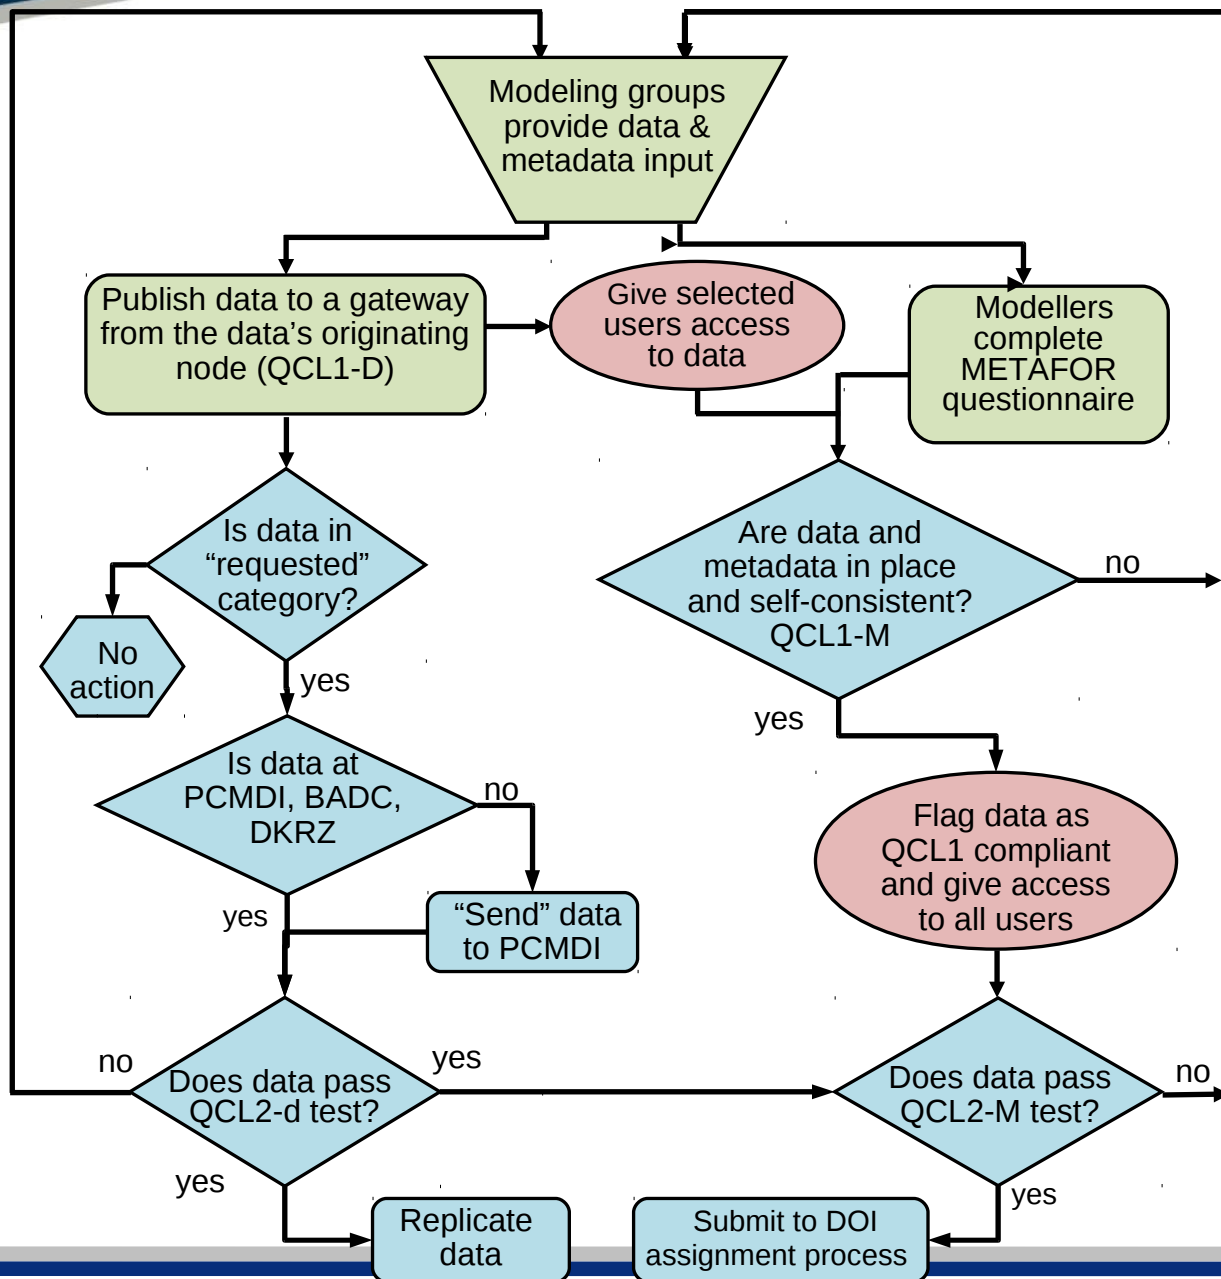 Modeling groups
provide data &
metadata input
Publish data to a gateway
from the data's originating
node (QCL1-D)
Give selected
users access
to data
Modellers
complete
METAFOR
questionnaire
Is data in
“requested”
category?
No
action
yes
Are data and
metadata in place
and self-consistent?
QCL1-M
no
yes
Is data at
PCMDI, BADC,
DKRZ
no
yes
“Send” data
to PCMDI
Flag data as
QCL1 compliant
and give access
to all users
no
Does data pass
QCL2-d test?
yes
yes
Does data pass
QCL2-M test?
no
yes
Replicate
data
Submit to DOI
assignment process